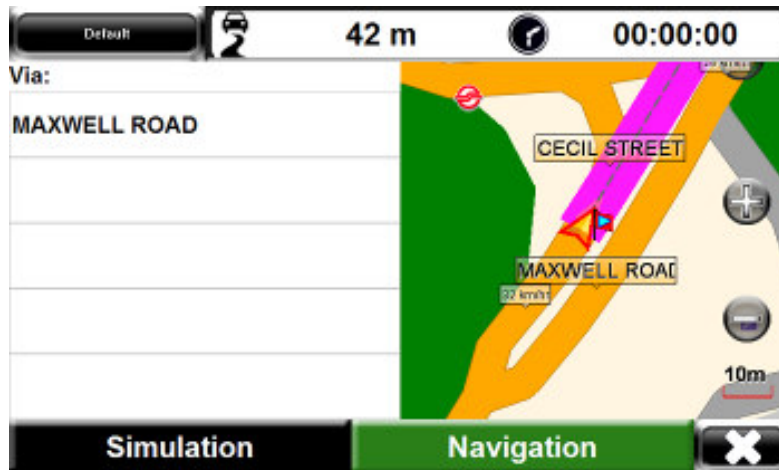 Default
42 m
00:00:00
Via:
MAXWELL ROAD
CECIL STREET
MAXWELL ROAD
10m
Simulation
Navigation